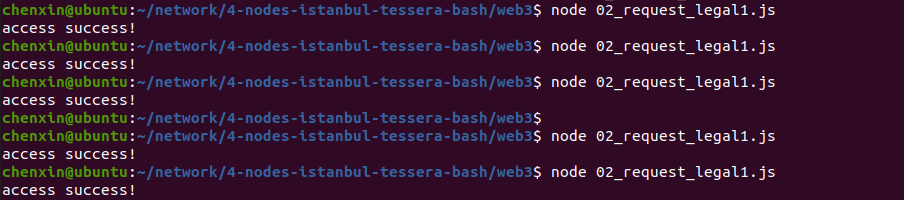 chenxin@ubuntu:~/network/4-nodes-istanbul-tessera-bash/web3$ node 02_request_legal1.js
access success!
chenxin@ubuntu:~/network/4-nodes-istanbul-tessera-bash/web3$ node 02_request_legal1.js
access success!
chenxin@ubuntu:~/network/4-nodes-istanbul-tessera-bash/web3$ node 02_request_legal1.js
access success!
chenxin@ubuntu:~/network/4-nodes-istanbul-tessera-bash/web3$
chenxin@ubuntu:~/network/4-nodes-istanbul-tessera-bash/web3$ node 02_request_legal1.js
access success!
chenxin@ubuntu:~/network/4-nodes-istanbul-tessera-bash/web3$ node 02_request_legal1.js
access success!